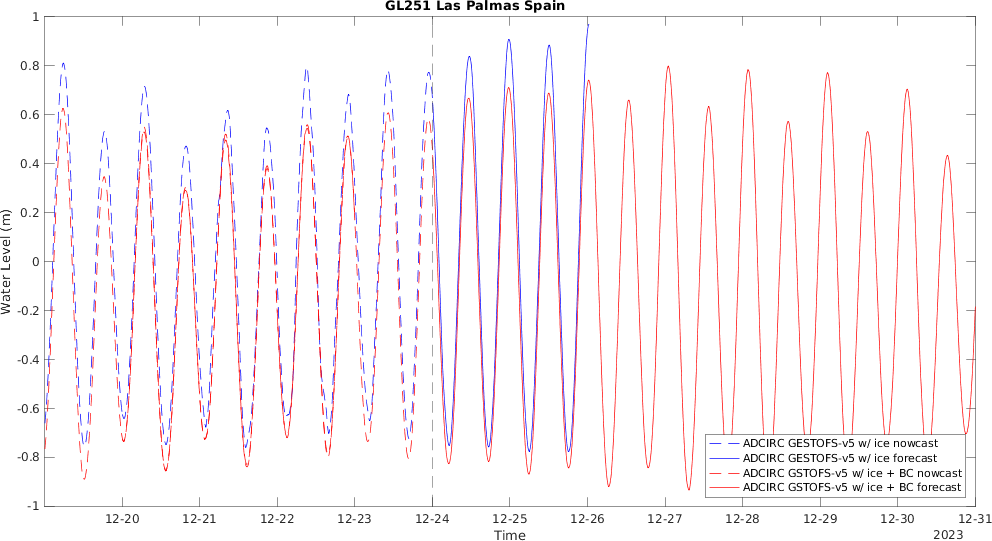 GL251 Las Palmas Spain
1
0.8
0.6
0.4
0.2
0
-0.2
-0.4
-0.6
-0.8
-1
Water Level (m)
12-20 12-21 12-22 12-23 12-24 12-25 12-26 12-27 12-28 12-29 12-30 12-31
Time
2023
ADCIRC GESTOFS-v5 w/ ice nowcast
ADCIRC GESTOFS-v5 w/ ice forecast
ADCIRC GSTOFS-v5 w/ ice + BC nowcast
ADCIRC GSTOFS-v5 w/ ice + BC forecast